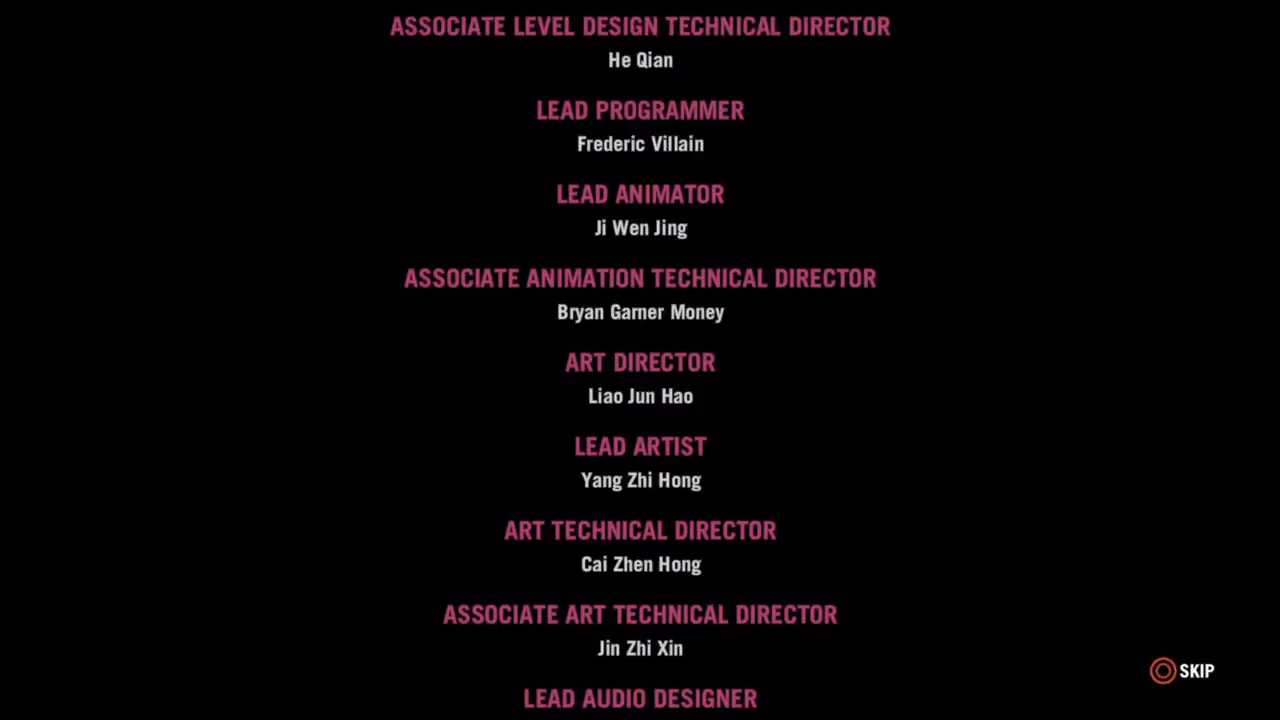 ASSOCIATE LEVEL DESIGN TECHNICAL DIRECTOR
He Qian
LEAD PROGRAMMER
Frederic Villain
LEAD ANIMATOR
Ji Wen Jing
ASSOCIATE ANIMATION TECHNICAL DIRECTOR
Bryan Garner Money
ART DIRECTOR
Liao Jun Hao
LEAD ARTIST
Yang Zhi Hong
ART TECHNICAL DIRECTOR
Cai Zhen Hong
ASSOCIATE ART TECHNICAL DIRECTOR
Jin Zhi Xin
SKIP
LEAD AUDIO DESIGNER